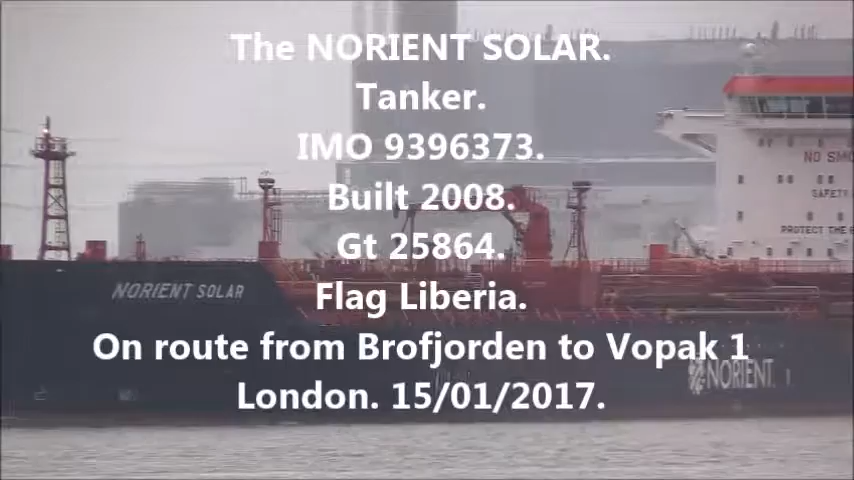 The NORIENT SOLAR.
Tanker.
IMO 9396373.
Built 2008.
Gt 25864.
Flag Liberia.
On route from Brofjorden to Vopak 1
London. 15/01/2017.
NO SMO
SAFETY
PROTECT THE
NORIENT SOLAR
NORIENT